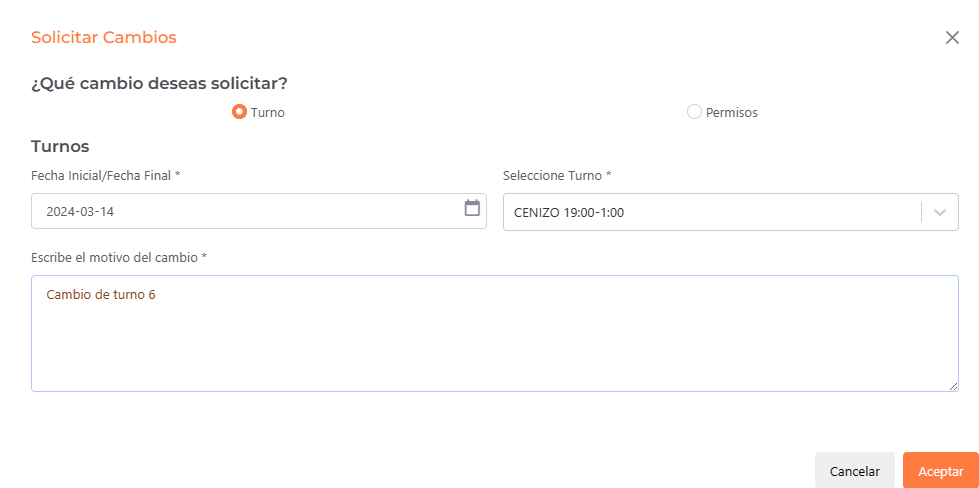 Solicitar Cambios
¿Qué cambio deseas solicitar?
Turno
Permisos
Turnos
Fecha Inicial/Fecha Final *
Seleccione Turno *
2024-03-14
CENIZO 19:00-1:00
Escribe el motivo del cambio *
Cambio de turno 6
Cancelar
Aceptar